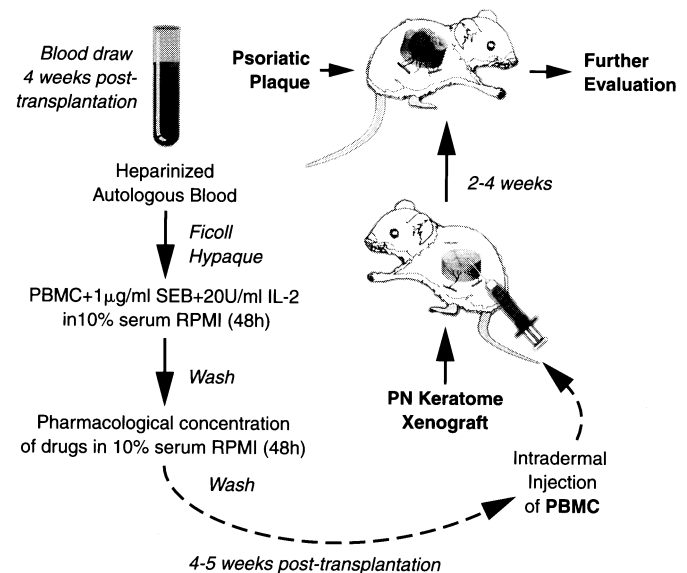 Blood draw
4 weeks post-
transplantation
Heparinized
Autologous Blood
Ficoll
Hypaque
PBMC+1µg/ml SEB+20U/ml IL-2
in10% serum RPMI (48h)
Wash
Pharmacological concentration
of drugs in 10% serum RPMI (48h)
Wash
4-5 weeks post-transplantation
Intradermal
Injection
of PBMC
PN Keratome
Xenograft
2-4 weeks
Psoriatic
Plaque
Further
Evaluation